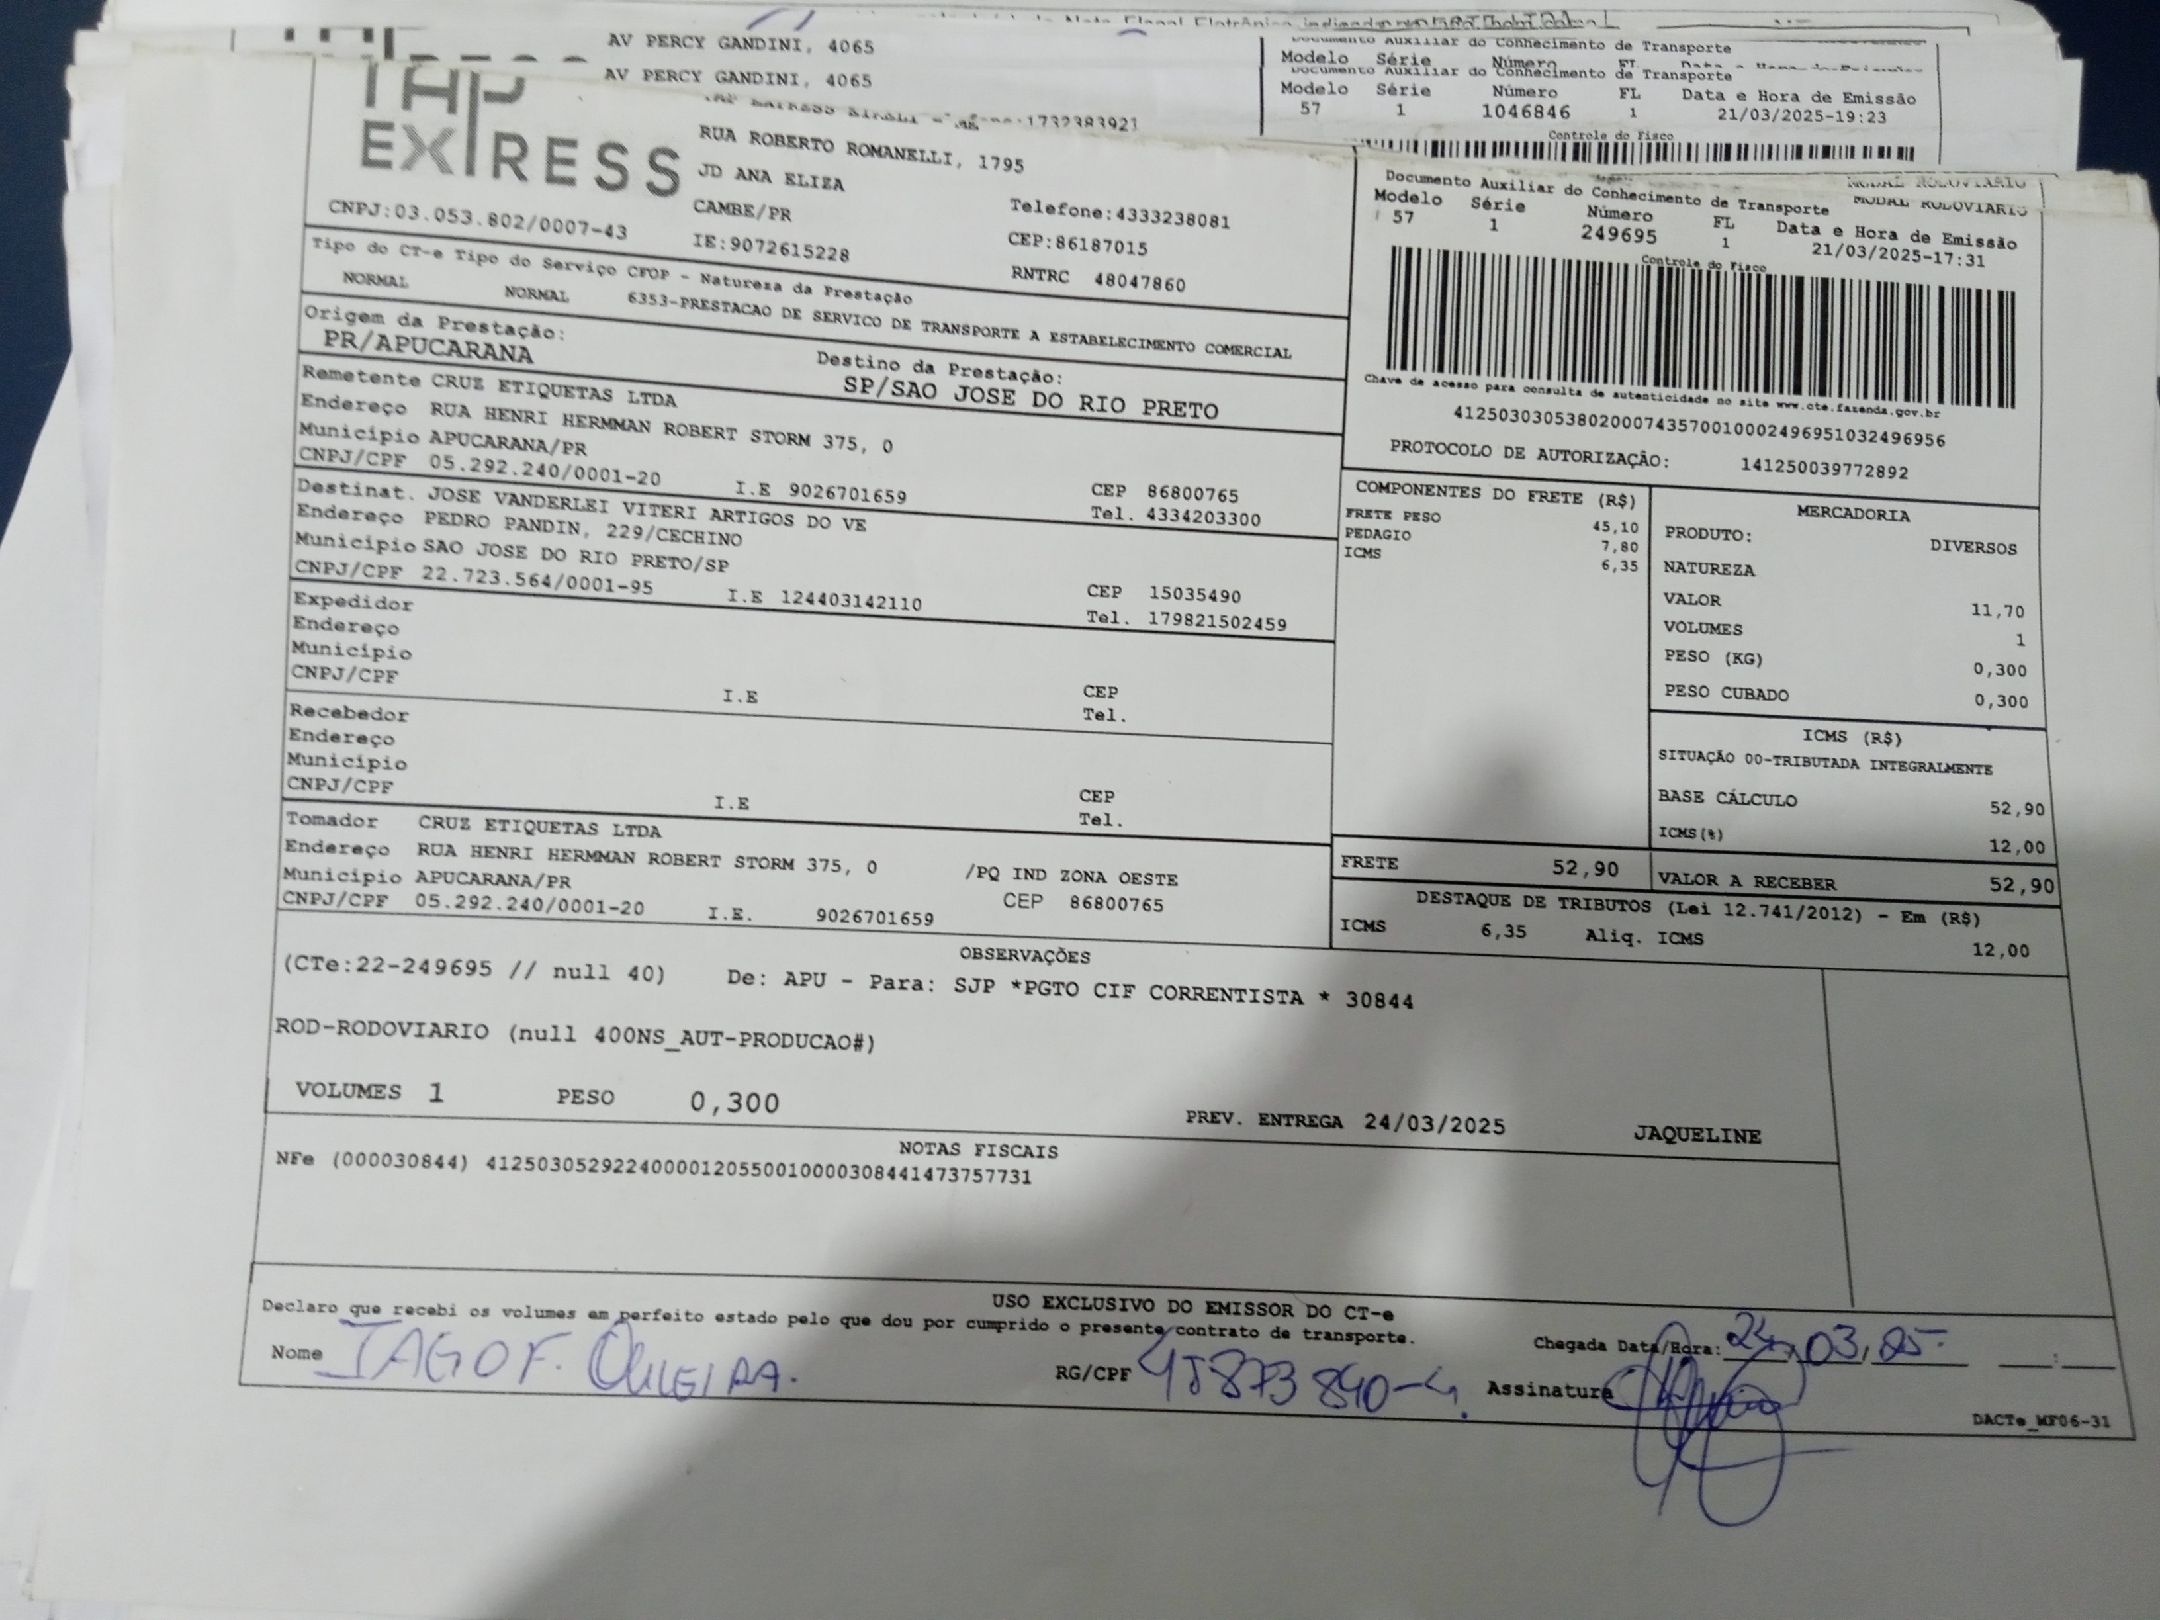 AV PERCY GANDINI, 4065
AV PERCY GANDINI, 4065
Documento Auxiliar do Conhecimento de Transporte
Modelo Série Número FL
Documento Auxiliar do Conhecimento de Transporte
Modelo Série Número FL Data e Hora de Emissão
57 1 1046846 1 21/03/2025-19:23
Controle do Fisco
TAP EXPRESS
1732383921
RUA ROBERTO ROMANELLI, 1795
JD ANA ELIZA
CNPJ:03.053.802/0007-43
CAMBE/PR
Telefone:4333238081
IE:9072615228
CEP:86187015
RNTRC 48047860
MODAL RODOVIARIO
MODAL RODOVIARIO
Documento Auxiliar do Conhecimento de Transporte
Modelo Série Número FL Data e Hora de Emissão
57 1 249695 1 21/03/2025-17:31
Controle do Fisco
Chave de acesso para consulta de autenticidade no site www.cte.fazenda.gov.br
41250303053802000743570010002496951032496956
PROTOCOLO DE AUTORIZAÇÃO: 141250039772892
Tipo do CT-e Tipo do Serviço CFOP - Natureza da Prestação
NORMAL NORMAL 6353-PRESTACAO DE SERVICO DE TRANSPORTE A ESTABELECIMENTO COMERCIAL
Origem da Prestação: Destino da Prestação:
PR/APUCARANA SP/SAO JOSE DO RIO PRETO
Remetente CRUZ ETIQUETAS LTDA
Endereço RUA HENRI HERMMAN ROBERT STORM 375, 0
Município APUCARANA/PR CEP 86800765
CNPJ/CPF 05.292.240/0001-20 I.E 9026701659 Tel. 4334203300
Destinat. JOSE VANDERLEI VITERI ARTIGOS DO VE
Endereço PEDRO PANDIN, 229/CECHINO
Município SAO JOSE DO RIO PRETO/SP CEP 15035490
CNPJ/CPF 22.723.564/0001-95 I.E 124403142110 Tel. 179821502459
Expedidor
Endereço
Município CEP
CNPJ/CPF I.E Tel.
Recebedor
Endereço
Município CEP
CNPJ/CPF I.E Tel.
Tomador CRUZ ETIQUETAS LTDA
Endereço RUA HENRI HERMMAN ROBERT STORM 375, 0 /PQ IND ZONA OESTE
Município APUCARANA/PR CEP 86800765
CNPJ/CPF 05.292.240/0001-20 I.E. 9026701659
COMPONENTES DO FRETE (R$)
FRETE PESO 45,10
PEDAGIO 7,80
ICMS 6,35
MERCADORIA
PRODUTO: DIVERSOS
NATUREZA
VALOR 11,70
VOLUMES 1
PESO (KG) 0,300
PESO CUBADO 0,300
ICMS (R$)
SITUAÇÃO 00-TRIBUTADA INTEGRALMENTE
BASE CÁLCULO 52,90
ICMS(%) 12,00
FRETE 52,90 VALOR A RECEBER 52,90
DESTAQUE DE TRIBUTOS (Lei 12.741/2012) - Em (R$)
ICMS 6,35 Aliq. ICMS 12,00
OBSERVAÇÕES
(CTe:22-249695 // null 40) De: APU - Para: SJP *PGTO CIF CORRENTISTA * 30844
ROD-RODOVIARIO (null 400NS_AUT-PRODUCAO#)
VOLUMES 1 PESO 0,300 PREV. ENTREGA 24/03/2025 JAQUELINE
NOTAS FISCAIS
NFe (000030844) 41250305292240000120550010000308441473757731
USO EXCLUSIVO DO EMISSOR DO CT-e
Declaro que recebi os volumes em perfeito estado pelo que dou por cumprido o presente contrato de transporte.
Chegada Data/Hora: 24,03,25
Nome IAGO F. OLIVEIRA. RG/CPF 45873840-4. Assinatura
DACTe_MF06-31